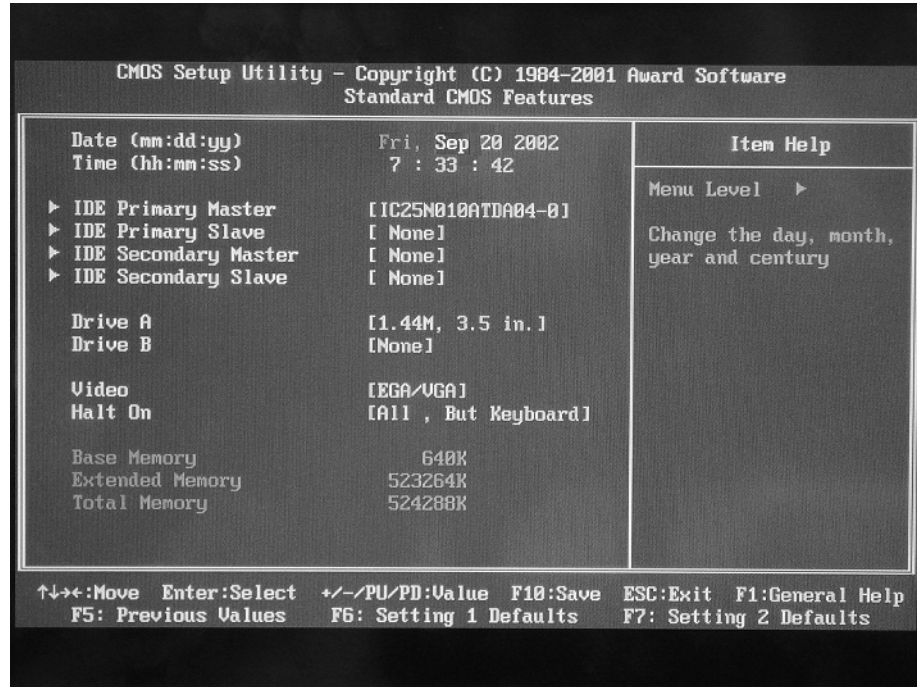 CMOS Setup Utility – Copyright (C) 1984-2001 Award Software
Standard CMOS Features
Date (mm:dd:yy) Fri, Sep 20 2002
Time (hh:mm:ss) 7 : 33 : 42
▶ IDE Primary Master [IC25N010ATDA04-0]
▶ IDE Primary Slave [ None]
▶ IDE Secondary Master [ None]
▶ IDE Secondary Slave [ None]
Drive A [1.44M, 3.5 in.]
Drive B [None]
Video [EGA/VGA]
Halt On [All , But Keyboard]
Base Memory 640K
Extended Memory 523264K
Total Memory 524288K
Item Help
Menu Level ▶
Change the day, month,
year and century
↑↓→←:Move Enter:Select +/-/PU/PD:Value F10:Save ESC:Exit F1:General Help
F5: Previous Values F6: Setting 1 Defaults F7: Setting 2 Defaults